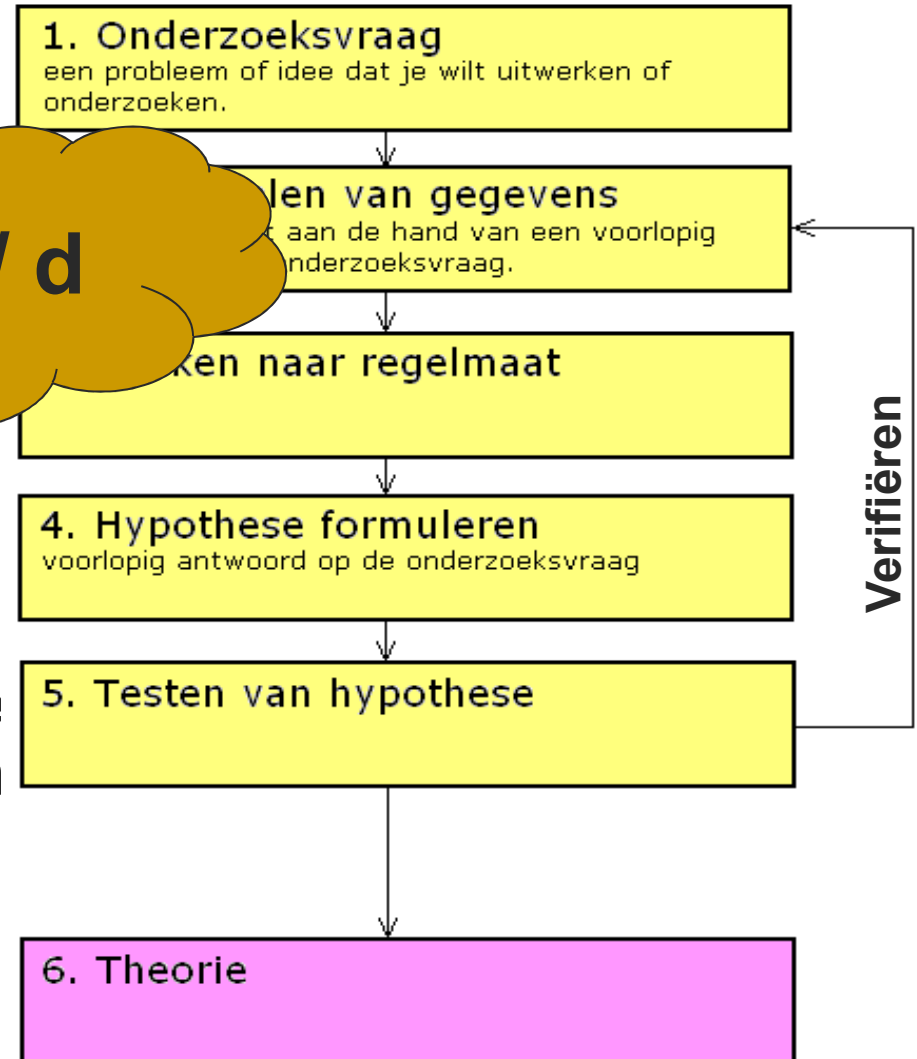 1. Onderzoeksvraag
een probleem of idee dat je wilt uitwerken of
onderzoeken.
len van gegevens
aan de hand van een voorlopig
nderzoeksvraag.
/ d
ken naar regelmaat
4. Hypothese formuleren
voorlopig antwoord op de onderzoeksvraag
5. Testen van hypothese
Verifiëren
6. Theorie